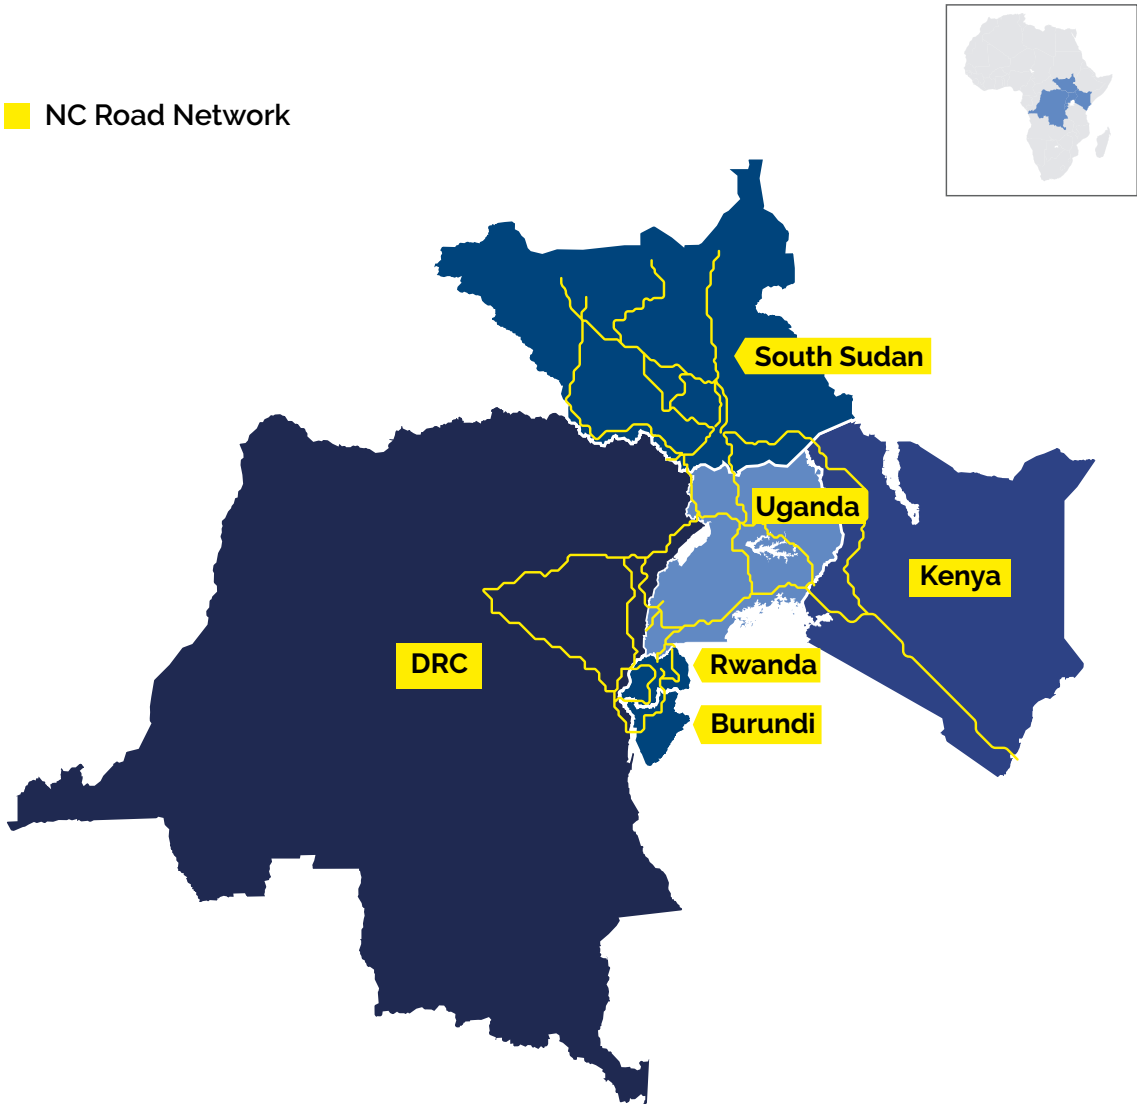 NC Road Network
South Sudan
Uganda
Kenya
DRC
Rwanda
Burundi